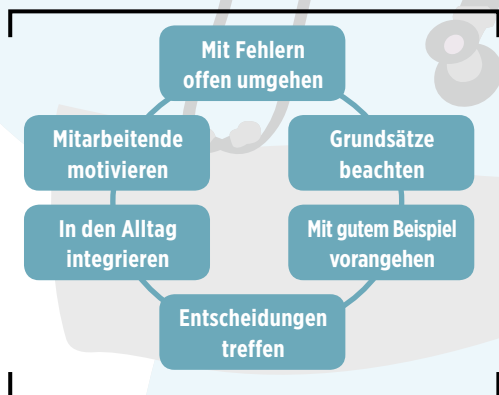 Mit Fehlern
offen umgehen
Mitarbeitende
motivieren
Grundsätze
beachten
In den Alltag
integrieren
Mit gutem Beispiel
vorangehen
Entscheidungen
treffen